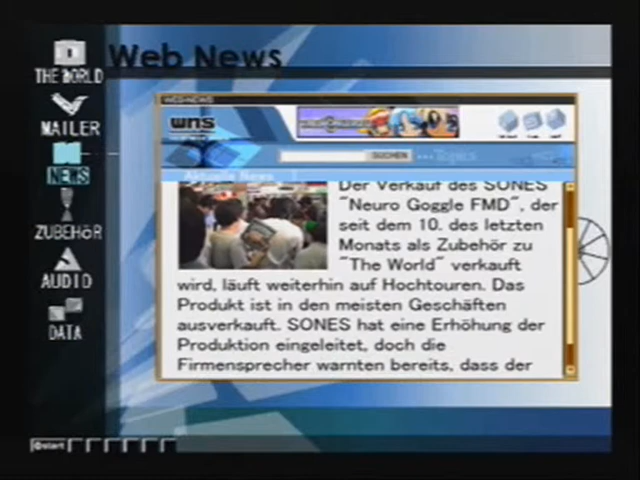 Web News
THE WORLD
MAILER
NEWS
ZUBEHÖR
AUDIO
DATA
WEB NEWS
wns
SUCHEN
Topics
Aktuelle News
Der Verkauf des SONES
"Neuro Goggle FMD", der
seit dem 10. des letzten
Monats als Zubehör zu
"The World" verkauft
wird, läuft weiterhin auf Hochtouren. Das
Produkt ist in den meisten Geschäften
ausverkauft. SONES hat eine Erhöhung der
Produktion eingeleitet, doch die
Firmensprecher warnten bereits, dass der
start